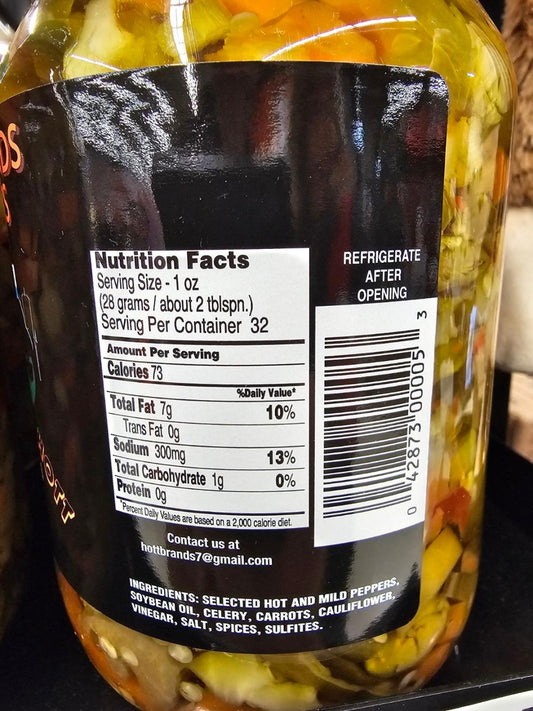 DS
S
OTT
Nutrition Facts
Serving Size - 1 oz
(28 grams / about 2 tblspn.)
Serving Per Container 32
Amount Per Serving
Calories 73
%Daily Value*
Total Fat 7g 10%
Trans Fat 0g
Sodium 300mg 13%
Total Carbohydrate 1g 0%
Protein 0g
*Percent Daily Values are based on a 2,000 calorie diet.
Contact us at
hottbrands7@gmail.com
REFRIGERATE
AFTER
OPENING
0 42873 00005 3
INGREDIENTS: SELECTED HOT AND MILD PEPPERS,
SOYBEAN OIL, CELERY, CARROTS, CAULIFLOWER,
VINEGAR, SALT, SPICES, SULFITES.